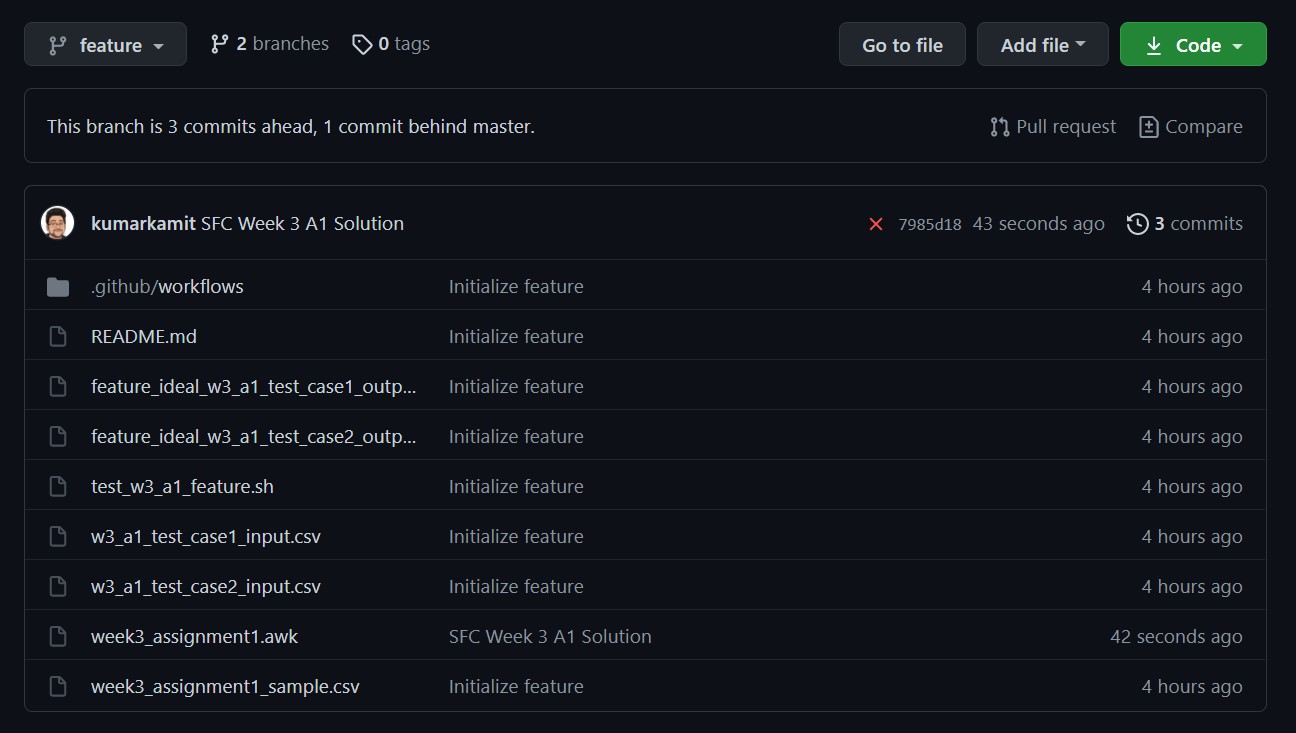 feature 2 branches 0 tags Go to file Add file Code
This branch is 3 commits ahead, 1 commit behind master. Pull request Compare
kumarkamit SFC Week 3 A1 Solution 7985d18 43 seconds ago 3 commits
.github/workflows Initialize feature 4 hours ago
README.md Initialize feature 4 hours ago
feature_ideal_w3_a1_test_case1_outp... Initialize feature 4 hours ago
feature_ideal_w3_a1_test_case2_outp... Initialize feature 4 hours ago
test_w3_a1_feature.sh Initialize feature 4 hours ago
w3_a1_test_case1_input.csv Initialize feature 4 hours ago
w3_a1_test_case2_input.csv Initialize feature 4 hours ago
week3_assignment1.awk SFC Week 3 A1 Solution 42 seconds ago
week3_assignment1_sample.csv Initialize feature 4 hours ago